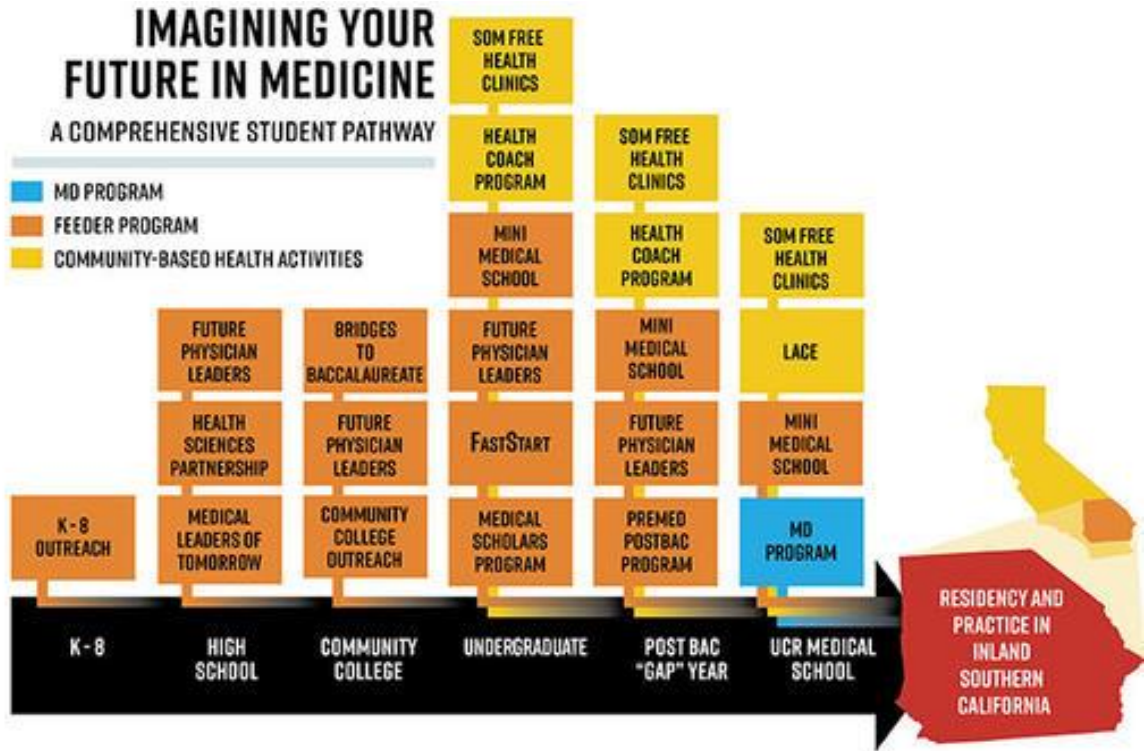 IMAGINING YOUR
FUTURE IN MEDICINE
A COMPREHENSIVE STUDENT PATHWAY
MD PROGRAM
FEEDER PROGRAM
COMMUNITY-BASED HEALTH ACTIVITIES
K - 8
OUTREACH
FUTURE
PHYSICIAN
LEADERS
HEALTH
SCIENCES
PARTNERSHIP
MEDICAL
LEADERS OF
TOMORROW
BRIDGES
TO
BACCALAUREATE
FUTURE
PHYSICIAN
LEADERS
COMMUNITY
COLLEGE
OUTREACH
SOM FREE
HEALTH
CLINICS
HEALTH
COACH
PROGRAM
MINI
MEDICAL
SCHOOL
FUTURE
PHYSICIAN
LEADERS
FASTSTART
MEDICAL
SCHOLARS
PROGRAM
SOM FREE
HEALTH
CLINICS
HEALTH
COACH
PROGRAM
MINI
MEDICAL
SCHOOL
FUTURE
PHYSICIAN
LEADERS
PREMED
POSTBAC
PROGRAM
SOM FREE
HEALTH
CLINICS
LACE
MINI
MEDICAL
SCHOOL
MD
PROGRAM
K - 8
HIGH
SCHOOL
COMMUNITY
COLLEGE
UNDERGRADUATE
POST BAC
"GAP" YEAR
UCR MEDICAL
SCHOOL
RESIDENCY AND
PRACTICE IN
INLAND
SOUTHERN
CALIFORNIA